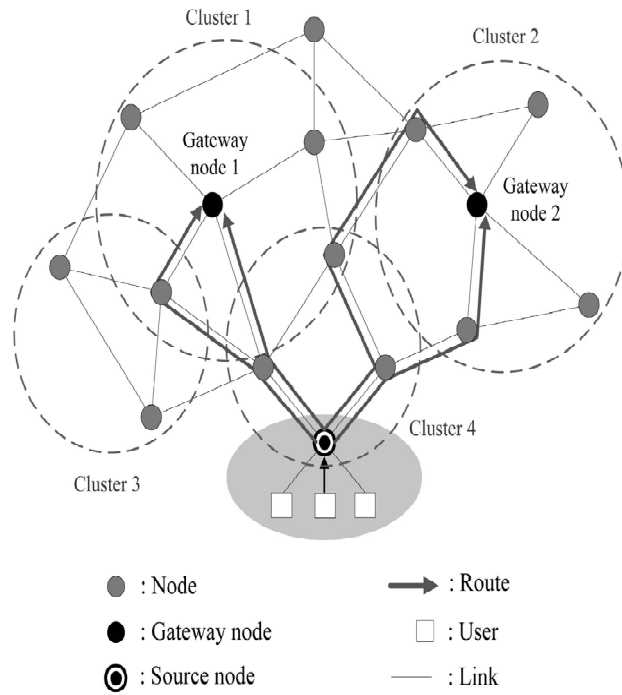 Cluster 1
Cluster 2
Gateway
node 1
Gateway
node 2
Cluster 4
Cluster 3
: Node
: Route
: Gateway node
: User
: Source node
: Link